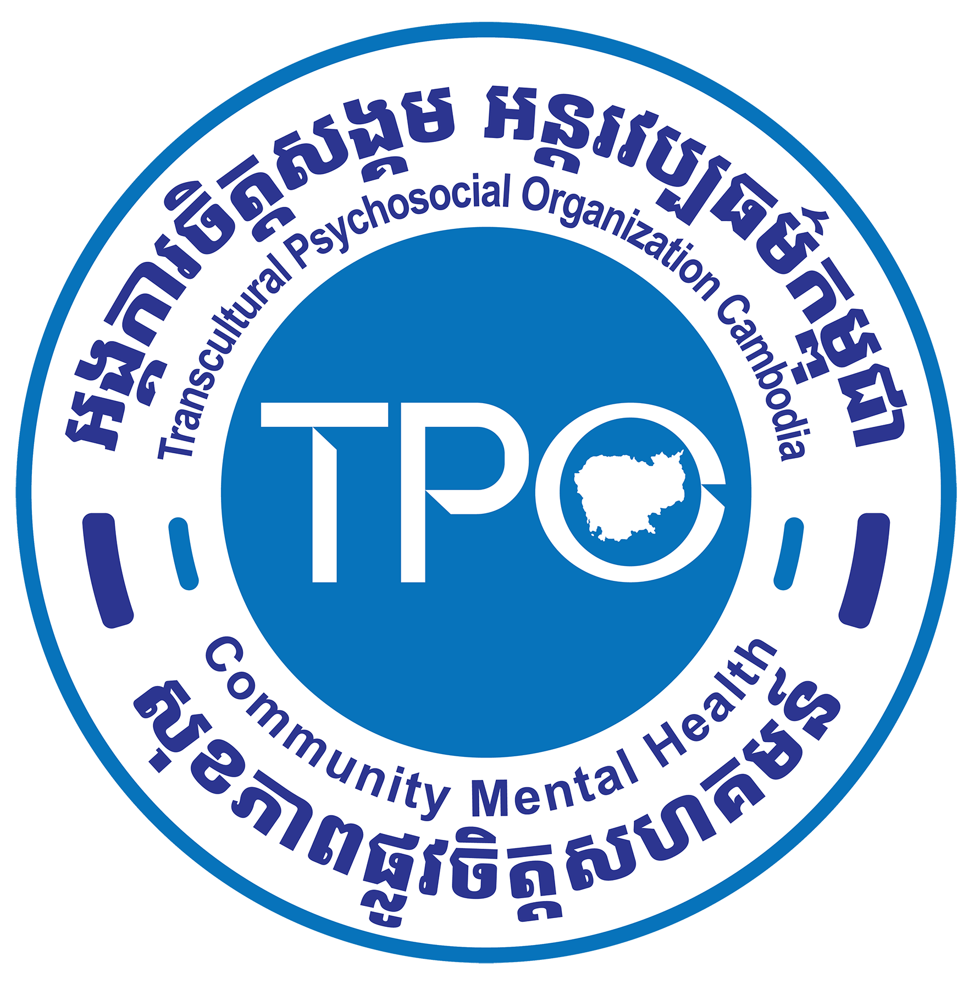 អង្គការចិត្តសង្គម អន្តរវប្បធម៌កម្ពុជា
Transcultural Psychosocial Organization Cambodia
TPO
Community Mental Health
សុខភាពផ្លូវចិត្តសហគមន៍